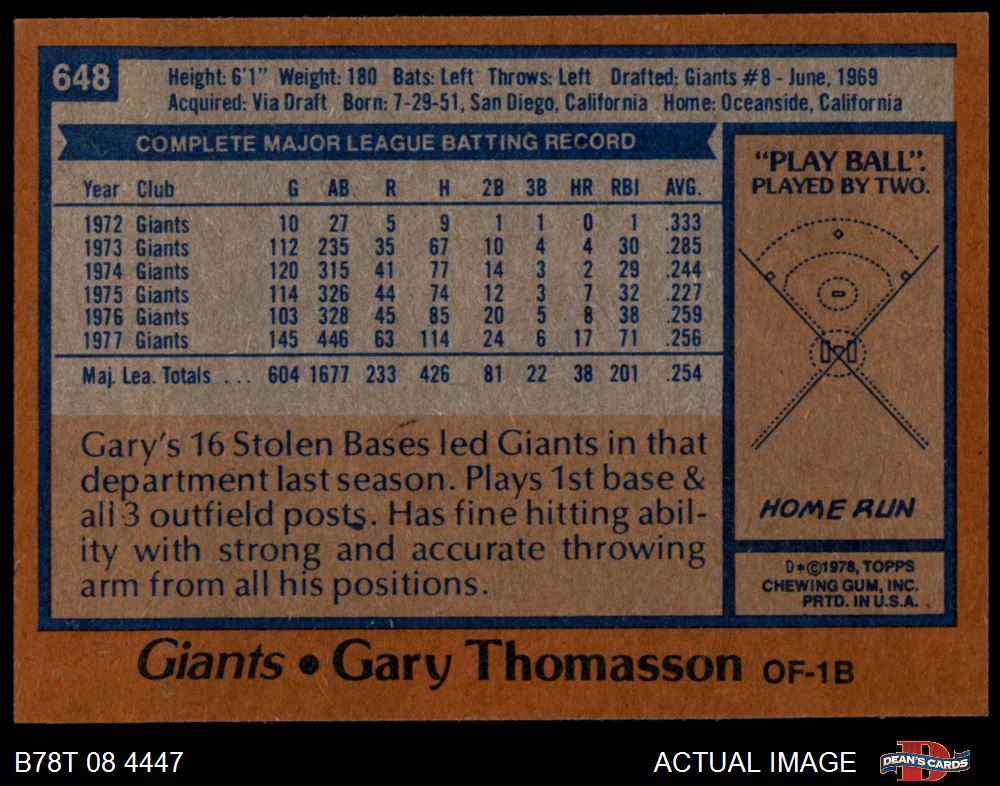 648
Height: 6'1" Weight: 180 Bats: Left Throws: Left Drafted: Giants #8 - June, 1969
Acquired: Via Draft Born: 7-29-51, San Diego, California Home: Oceanside, California
COMPLETE MAJOR LEAGUE BATTING RECORD
Year Club G AB R H 2B 3B HR RBI AVG.
1972 Giants 10 27 5 9 1 1 0 1 .333
1973 Giants 112 235 35 67 10 4 4 30 .285
1974 Giants 120 315 41 77 14 3 2 29 .244
1975 Giants 114 326 44 74 12 3 7 32 .227
1976 Giants 103 328 45 85 20 5 8 38 .259
1977 Giants 145 446 63 114 24 6 17 71 .256
Maj. Lea. Totals ... 604 1677 233 426 81 22 38 201 .254
Gary's 16 Stolen Bases led Giants in that
department last season. Plays 1st base &
all 3 outfield posts. Has fine hitting abil-
ity with strong and accurate throwing
arm from all his positions.
"PLAY BALL".
PLAYED BY TWO.
HOME RUN
D*©1978, TOPPS
CHEWING GUM, INC.
PRTD. IN U.S.A.
Giants • Gary Thomasson OF-1B
B78T 08 4447
ACTUAL IMAGE
D
DEAN'S CARDS